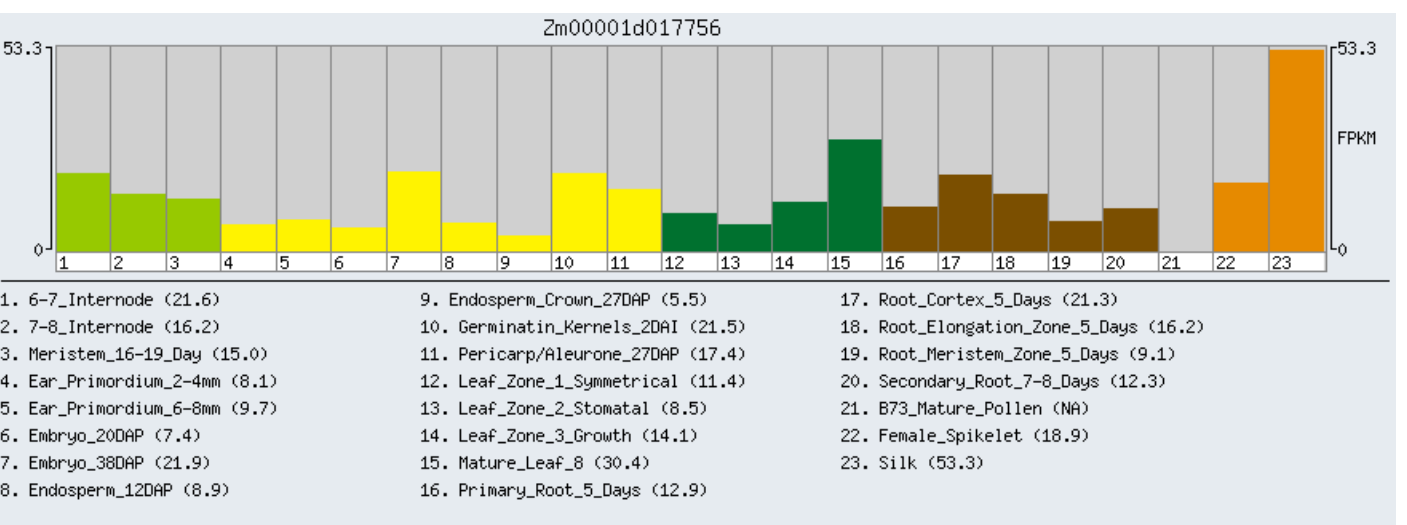 Zm00001d017756
53.3
53.3
FPKM
0
0
1 2 3 4 5 6 7 8 9 10 11 12 13 14 15 16 17 18 19 20 21 22 23
1. 6-7_Internode (21.6)
2. 7-8_Internode (16.2)
3. Meristem_16-19_Day (15.0)
4. Ear_Primordium_2-4mm (8.1)
5. Ear_Primordium_6-8mm (9.7)
6. Embryo_20DAP (7.4)
7. Embryo_38DAP (21.9)
8. Endosperm_12DAP (8.9)
9. Endosperm_Crown_27DAP (5.5)
10. Germinatin_Kernels_2DAI (21.5)
11. Pericarp/Aleurone_27DAP (17.4)
12. Leaf_Zone_1_Symmetrical (11.4)
13. Leaf_Zone_2_Stomatal (8.5)
14. Leaf_Zone_3_Growth (14.1)
15. Mature_Leaf_8 (30.4)
16. Primary_Root_5_Days (12.9)
17. Root_Cortex_5_Days (21.3)
18. Root_Elongation_Zone_5_Days (16.2)
19. Root_Meristem_Zone_5_Days (9.1)
20. Secondary_Root_7-8_Days (12.3)
21. B73_Mature_Pollen (NA)
22. Female_Spikelet (18.9)
23. Silk (53.3)